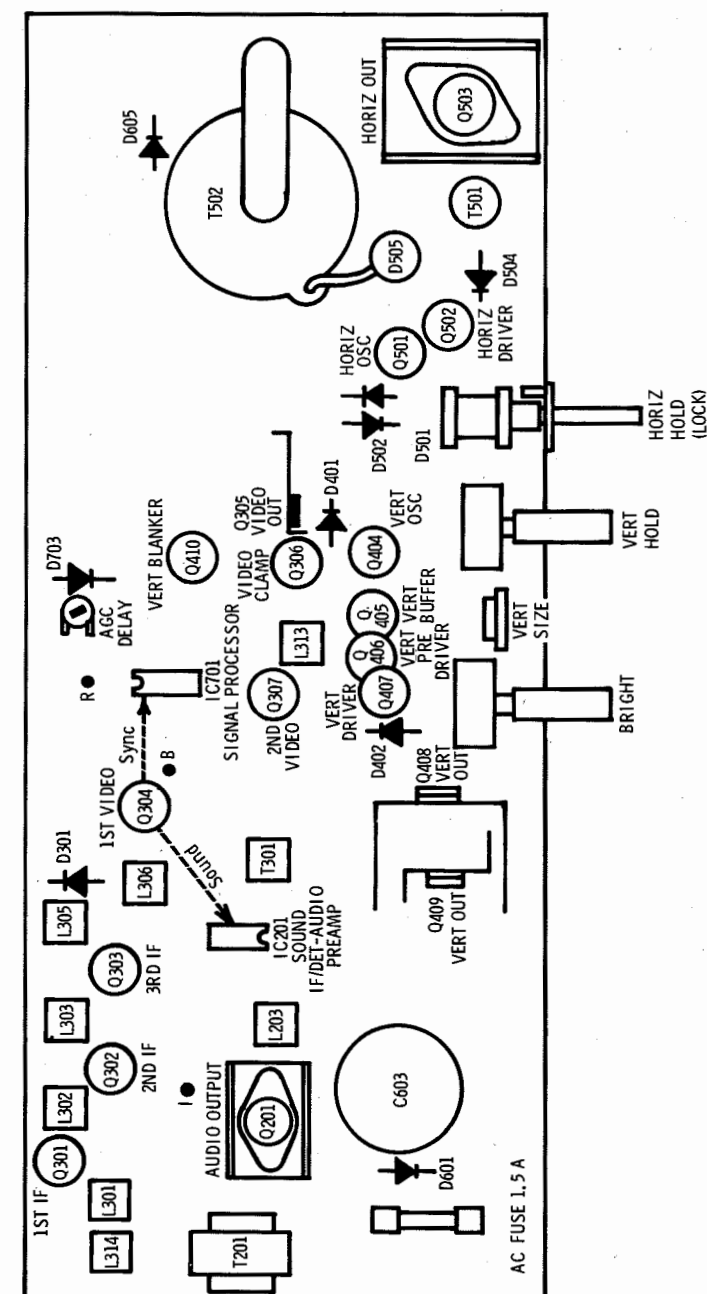 D605
T502
HORIZ OUT
Q503
T501
D505
D504
Q502
HORIZ
DRIVER
HORIZ
OSC
Q501
D502
D501
HORIZ
HOLD
(LOCK)
D703
AGC
DELAY
VERT BLANKER
Q410
Q305
VIDEO
OUT
D401
VIDEO
CLAMP
Q306
Q404
VERT
OSC
VERT
HOLD
R
IC701
SIGNAL PROCESSOR
L313
Q307
2ND
VIDEO
Q.
405
VERT
BUFFER
Q
406
VERT
PRE
DRIVER
Q407
VERT
DRIVER
D402
VERT
SIZE
BRIGHT
Sync
B
1ST VIDEO
Q304
Sound
D301
L306
L305
T301
Q408
VERT
OUT
Q409
VERT OUT
IC201
SOUND
IF/DET-AUDIO
PREAMP
Q303
3RD IF
L303
L203
Q302
2ND IF
L302
I
AUDIO OUTPUT
Q201
C603
Q301
1ST IF
L301
L314
T201
D601
AC FUSE 1.5 A